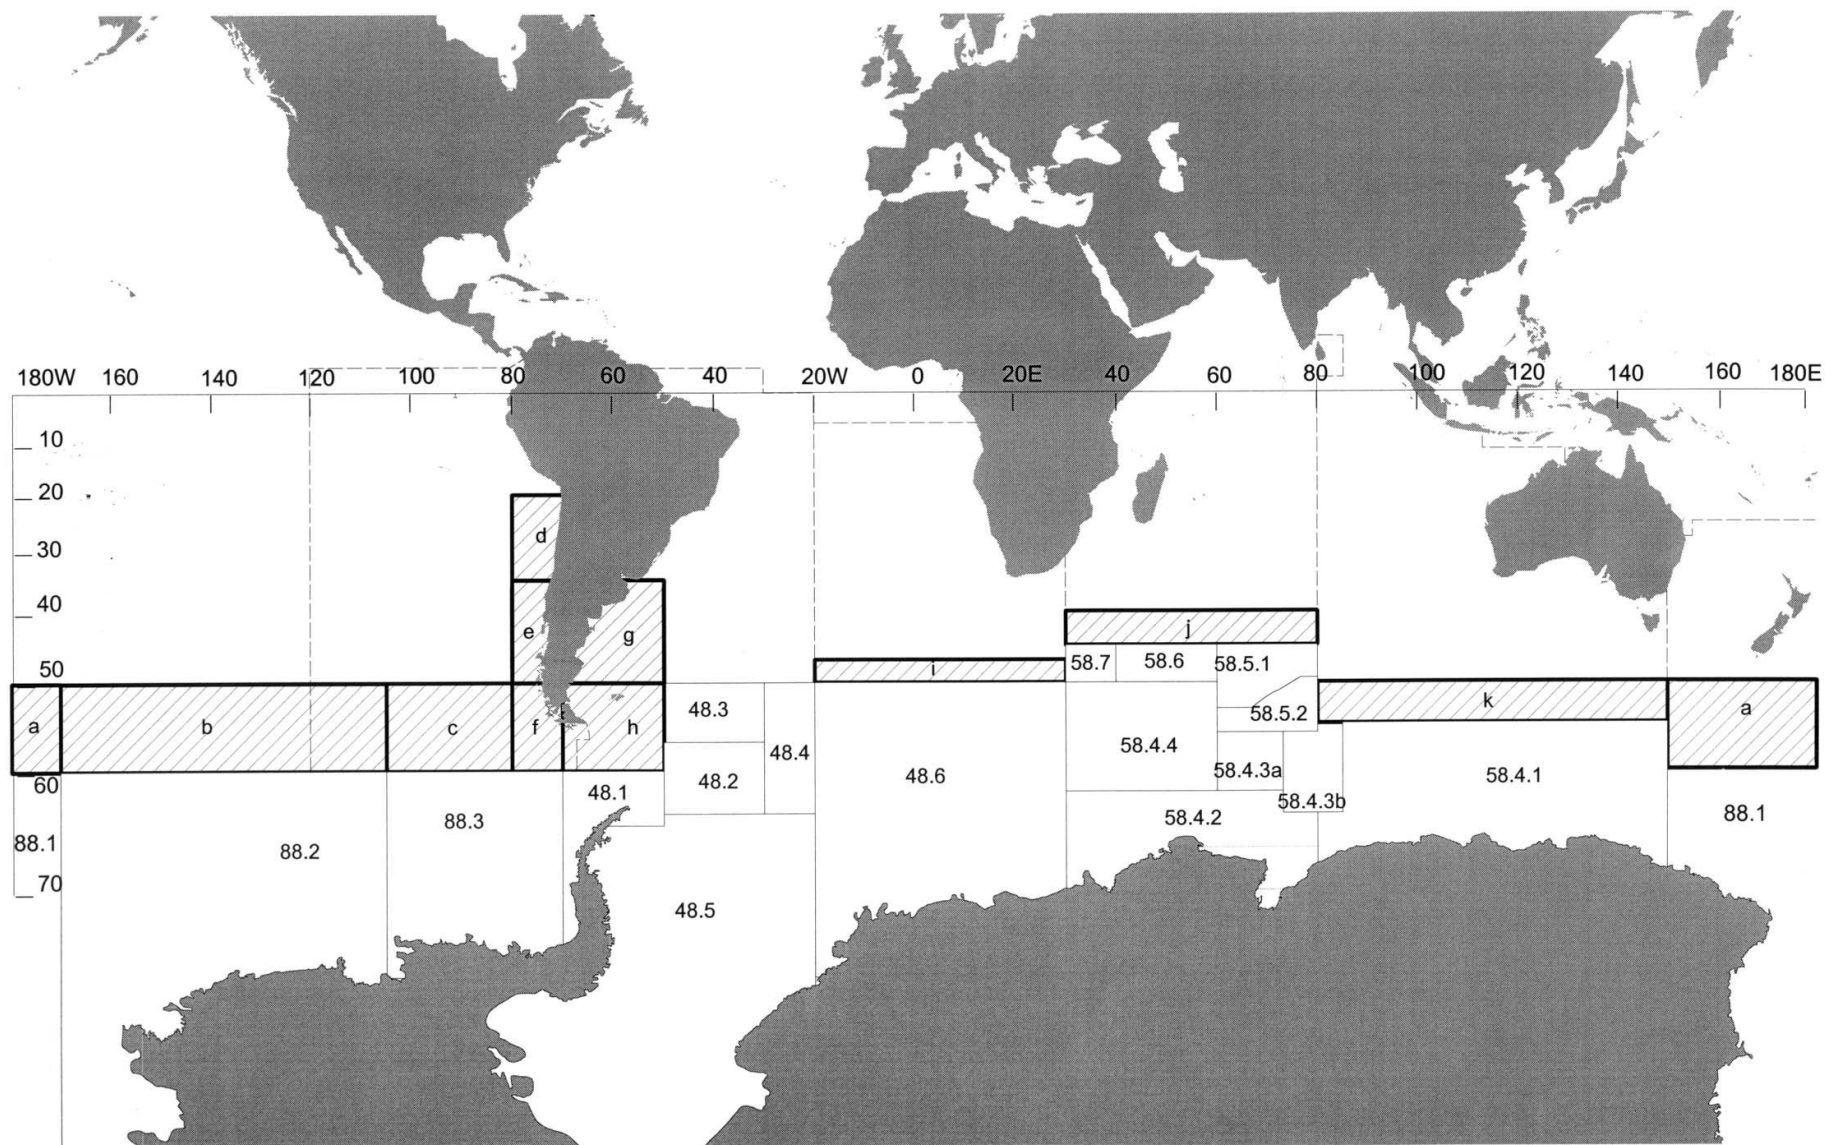 180W 160 140 120 100 80 60 40 20W 0 20E 40 60 80 100 120 140 160 180E
10
20
30
d
40
e g j
50
58.7 58.6 58.5.1
i
48.3 58.5.2
a b c f h k a
48.4 58.4.4
60
48.1 48.2 48.6 58.4.3a 58.4.1
58.4.3b
88.1 88.2 88.3 58.4.2 88.1
70
48.5